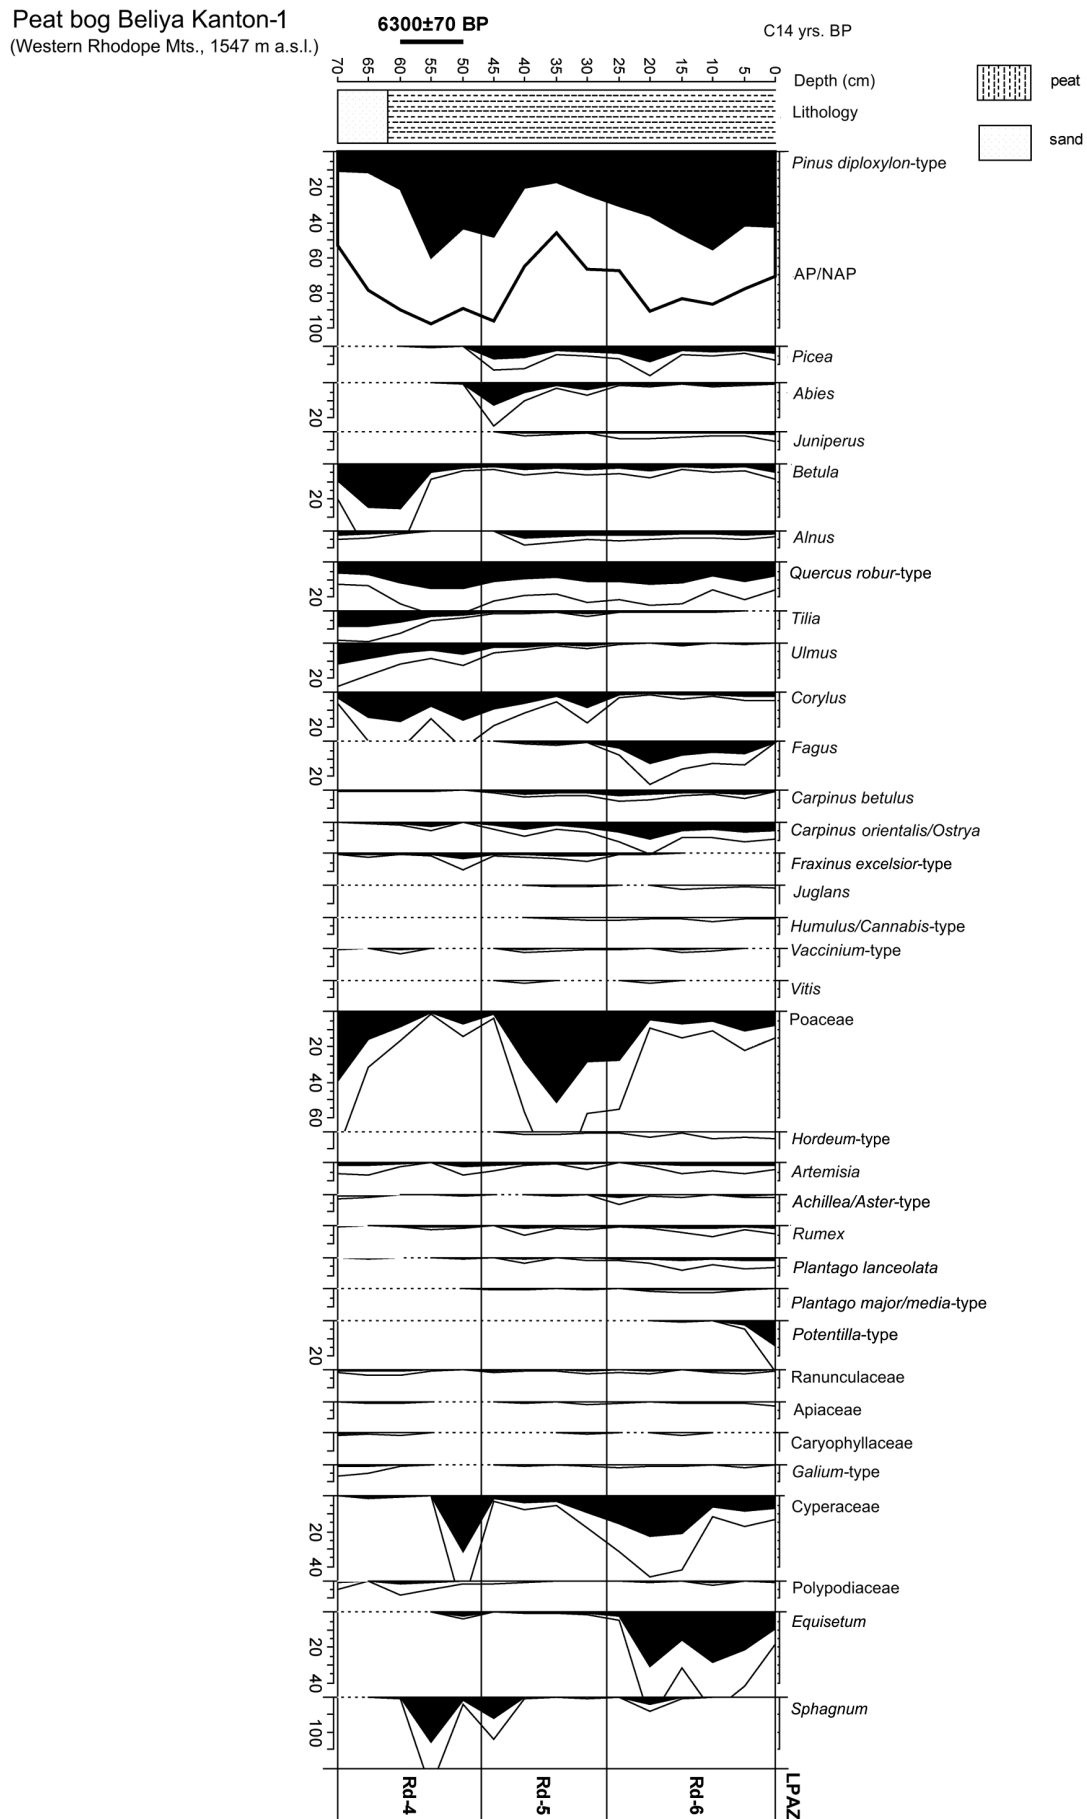 Peat bog Beliya Kanton-1
(Western Rhodope Mts., 1547 m a.s.l.)
6300±70 BP
C14 yrs. BP
70 65 60 55 50 45 40 35 30 25 20 15 10 5 0
Depth (cm)
peat
Lithology
sand
Pinus diploxylon-type
20 40 60 80 100
AP/NAP
Picea
Abies
20
Juniperus
Betula
20
Alnus
Quercus robur-type
20
Tilia
Ulmus
20
Corylus
20
Fagus
20
Carpinus betulus
Carpinus orientalis/Ostrya
Fraxinus excelsior-type
Juglans
Humulus/Cannabis-type
Vaccinium-type
Vitis
Poaceae
20 40 60
Hordeum-type
Artemisia
Achillea/Aster-type
Rumex
Plantago lanceolata
Plantago major/media-type
Potentilla-type
20
Ranunculaceae
Apiaceae
Caryophyllaceae
Galium-type
Cyperaceae
20 40
Polypodiaceae
Equisetum
20 40
Sphagnum
100
Rd-4 Rd-5 Rd-6 LPAZ